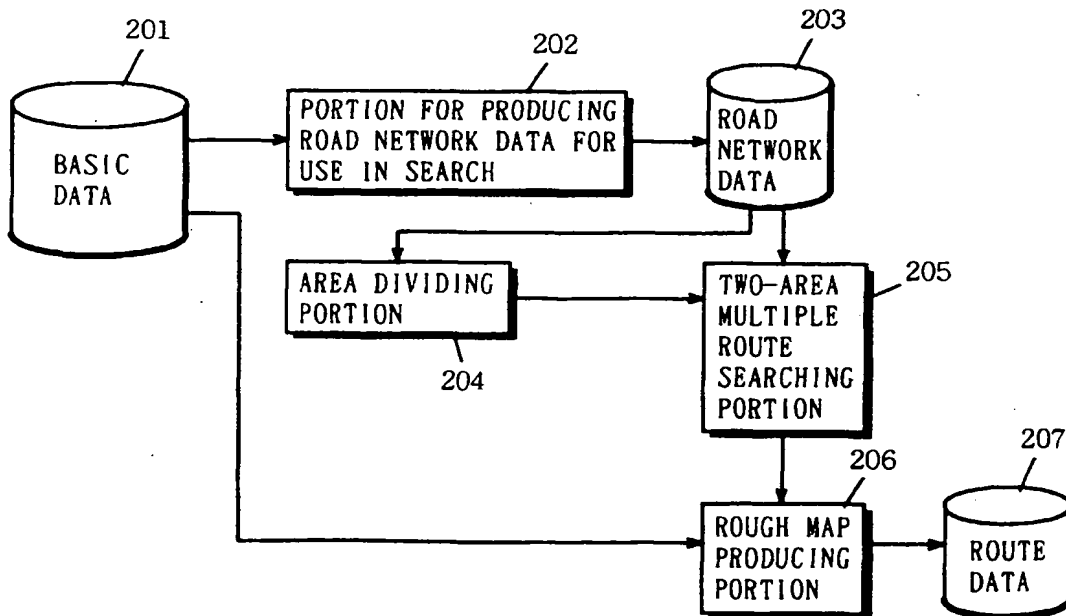 201
202
203
BASIC
DATA
PORTION FOR PRODUCING
ROAD NETWORK DATA FOR
USE IN SEARCH
ROAD
NETWORK
DATA
AREA DIVIDING
PORTION
204
TWO-AREA
MULTIPLE
ROUTE
SEARCHING
PORTION
205
206
207
ROUGH MAP
PRODUCING
PORTION
ROUTE
DATA